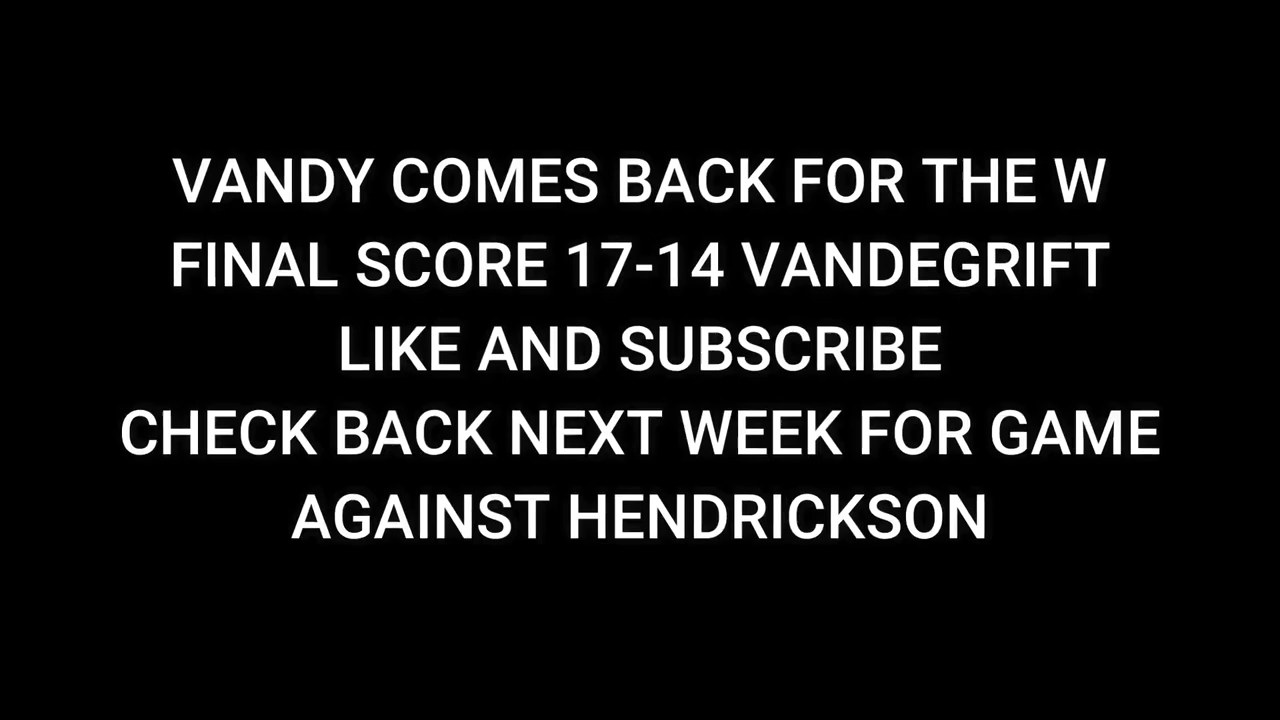 VANDY COMES BACK FOR THE W
FINAL SCORE 17-14 VANDEGRIFT
LIKE AND SUBSCRIBE
CHECK BACK NEXT WEEK FOR GAME
AGAINST HENDRICKSON